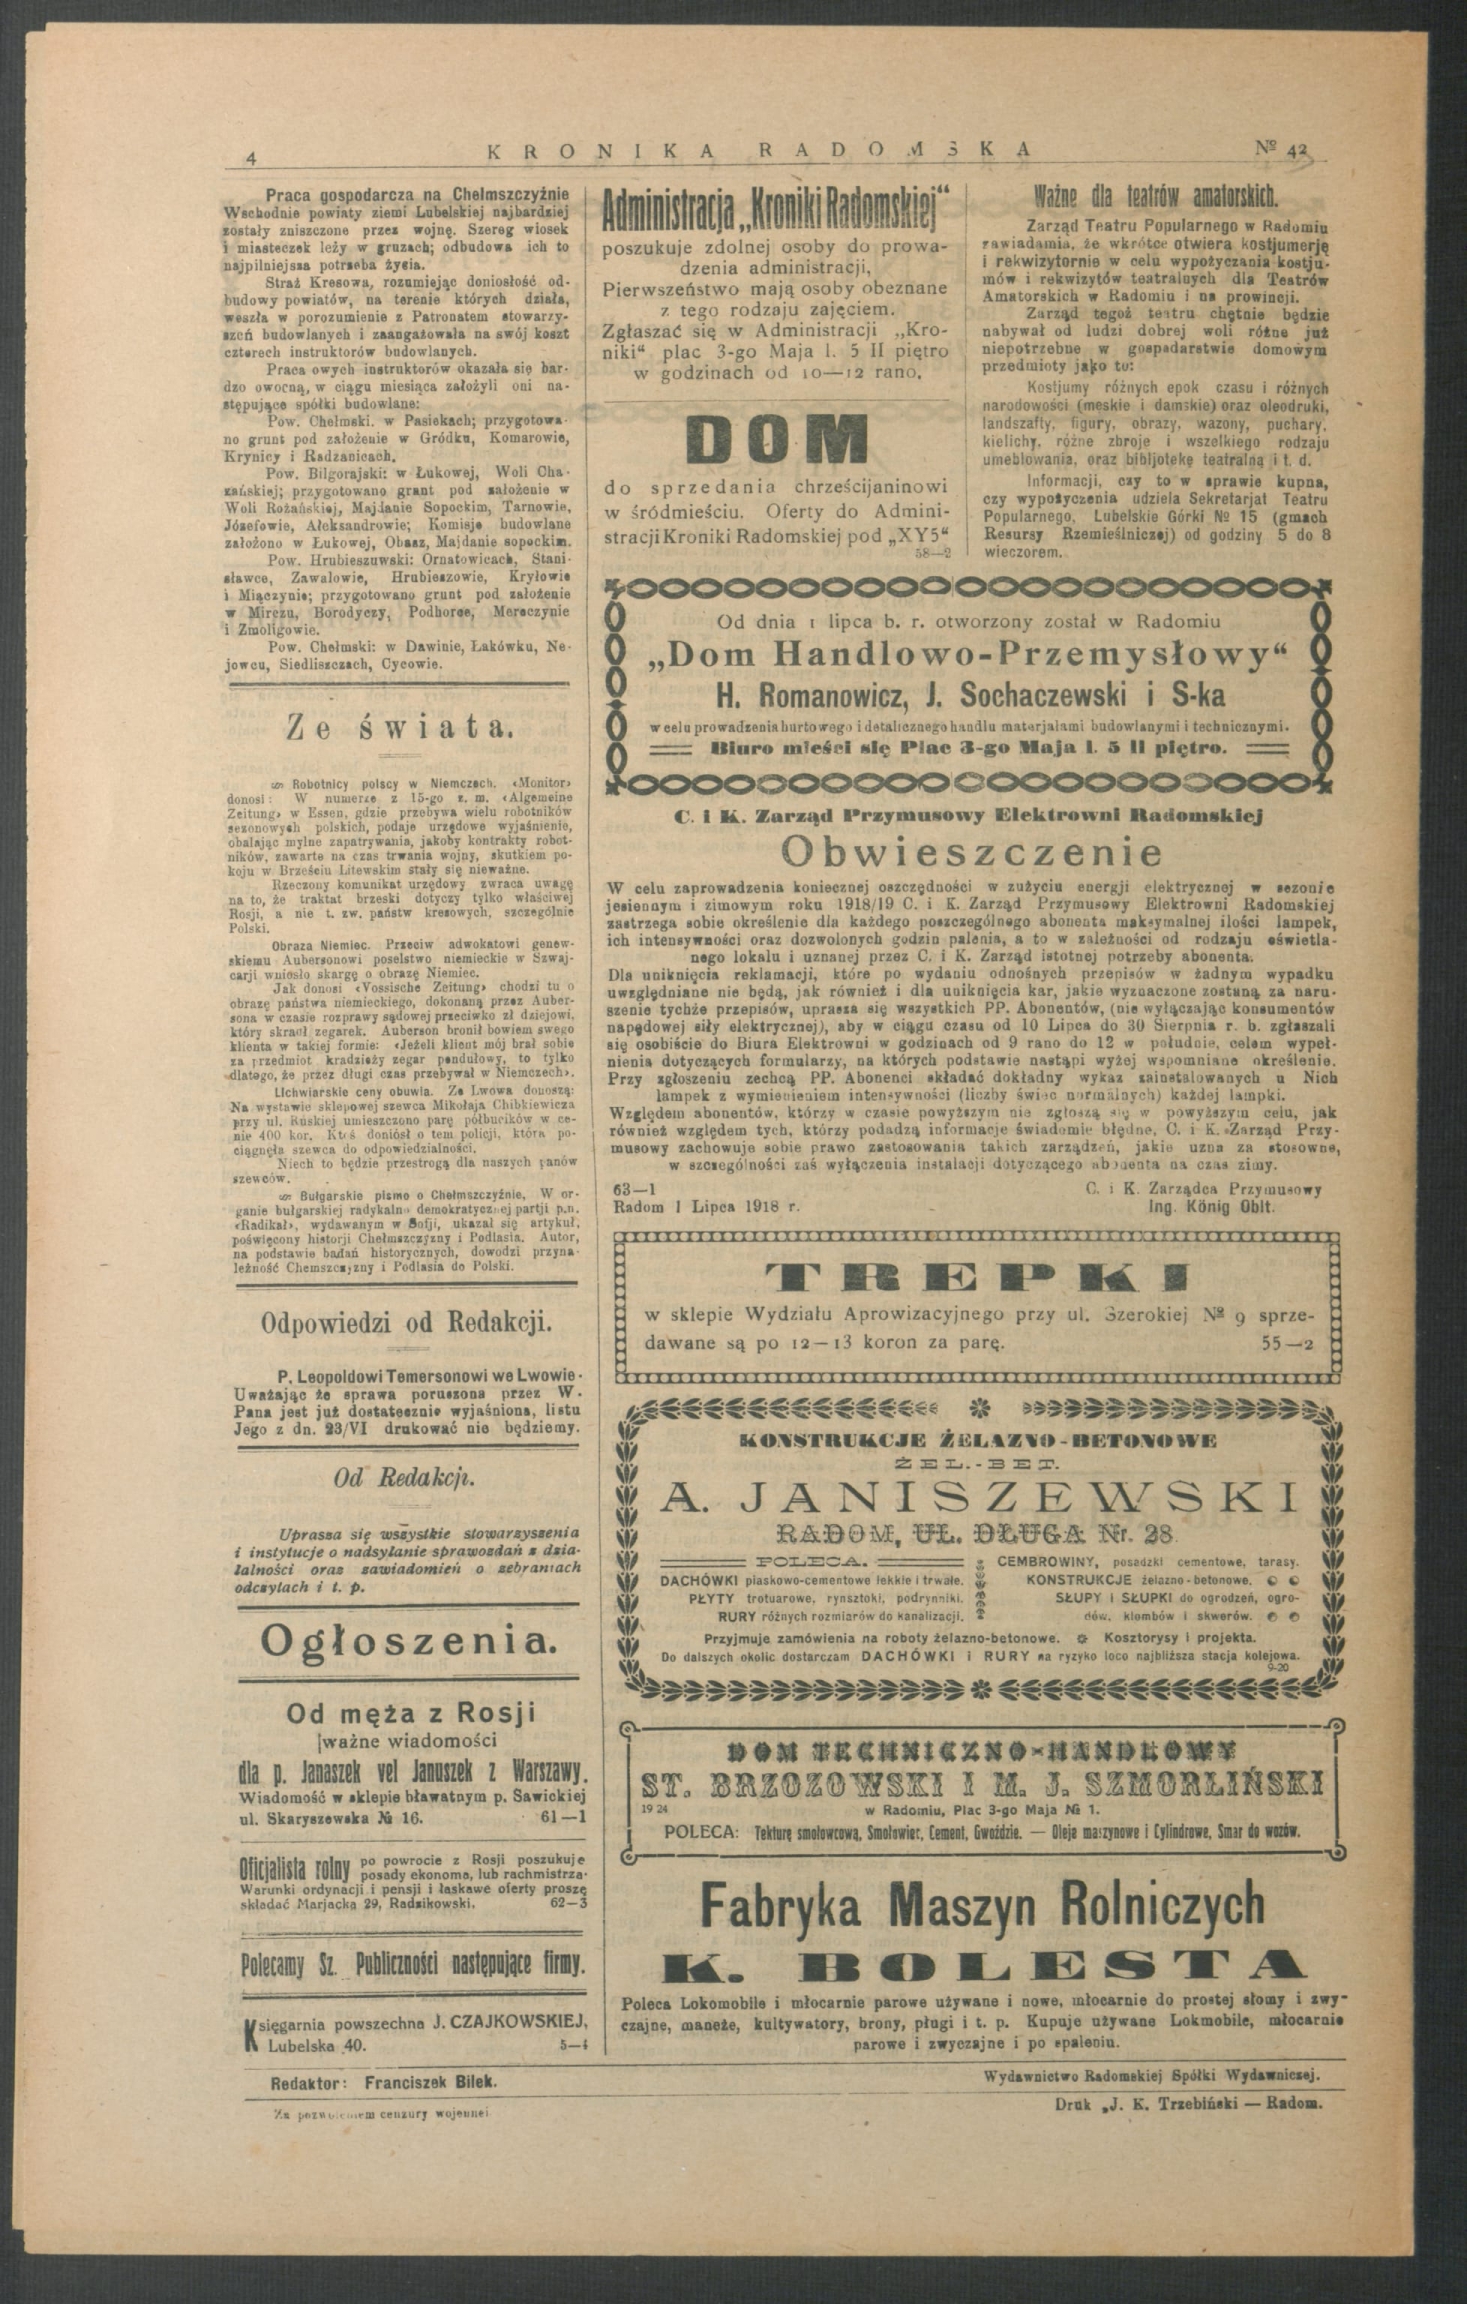 4
KRONIKA RADOMSKA
№ 42
Praca gospodarcza na Chełmszczyźnie
Wschodnie powiaty ziemi Lubelskiej najbardziej
zostały zniszczone przez wojnę. Szereg wiosek
i miasteczek leży w gruzach; odbudowa ich to
najpilniejsza potrzeba życia.
Straż Kresowa, rozumiejąc doniosłość od-
budowy powiatów, na terenie których działa,
weszła w porozumienie z Patronatem stowarzy-
szeń budowlanych i zaangażowała na swój koszt
czterech instruktorów budowlanych.
Praca owych instruktorów okazała się bar-
dzo owocną, w ciągu miesiąca założyli oni na-
stępujące spółki budowlane:
Pow. Chełmski. w Pasiekach; przygotowa-
no grunt pod założenie w Gródku, Komarowie,
Krynicy i Radzanicach.
Pow. Bilgorajski: w Łukowej, Woli Cha-
zańskiej; przygotowano grant pod założenie w
Woli Rożańskiej, Majdanie Sopockim, Tarnowie,
Józefowie, Aleksandrowie; Komisje budowlane
założono w Łukowej, Obasz, Majdanie sopockim.
Pow. Hrubieszuwski: Ornatowicach, Stani-
sławce, Zawalowie, Hrubieszowie, Kryłowie
i Miączynie; przygotowano grunt pod założenie
w Mirczu, Borodyczy, Podhorce, Mereczynie
i Zmoligowie.
Pow. Chełmski: w Dawinie, Łakówku, Ne-
jowcu, Siedliszczach, Cycowie.
Ze świata.
Robotnicy polscy w Niemczech. «Monitor»
donosi: W numerze z 15-go z. m. «Algemeine
Zeitung» w Essen, gdzie przebywa wielu robotników
sezonowych polskich, podaje urzędowe wyjaśnienie,
obalając mylne zapatrywania, jakoby kontrakty robot-
ników, zawarte na czas trwania wojny, skutkiem po-
koju w Brześciu Litewskim stały się nieważne.
Rzeczony komunikat urzędowy zwraca uwagę
na to, że traktat brzeski dotyczy tylko właściwej
Rosji, a nie t. zw. państw kresowych, szczególnie
Polski.
Obraza Niemiec. Przeciw adwokatowi genew-
skiemu Aubersonowi poselstwo niemieckie w Szwaj-
carji wniosło skargę o obrazę Niemiec.
Jak donosi «Vossische Zeitung» chodzi tu o
obrazę państwa niemieckiego, dokonaną przez Auber-
sona w czasie rozprawy sądowej przeciwko zł dziejowi,
który skradł zegarek. Auberson bronił bowiem swego
klienta w takiej formie: «Jeżeli klient mój brał sobie
za przedmiot kradzieży zegar pendułowy, to tylko
dlatego, że przez długi czas przebywał w Niemczech».
Lichwiarskie ceny obuwia. Ze Lwowa donoszą:
Na wystawie sklepowej szewca Mikołaja Chibkiewicza
przy ul. Ruskiej umieszczono parę półbucików w ce-
nie 400 kor. Ktoś doniósł o tem policji, która po-
ciągnęła szewca do odpowiedzialności.
Niech to będzie przestrogą dla naszych panów
szewców.
Bułgarskie pismo o Chełmszczyźnie. W or-
ganie bułgarskiej radykalno demokratycznej partji p.n.
«Radikał», wydawanym w Sofji, ukazał się artykuł,
poświęcony historji Chełmszczyzny i Podlasia. Autor,
na podstawie badań historycznych, dowodzi przyna-
leżność Chemszczyzny i Podlasia do Polski.
Odpowiedzi od Redakcji.
P. Leopoldowi Temersonowi we Lwowie.
Uważając że sprawa poruszona przez W.
Pana jest już dostatecznie wyjaśniona, listu
Jego z dn. 23/VI drukować nie będziemy.
Od Redakcji.
Uprasza się wszystkie stowarzyszenia
i instytucje o nadsyłanie sprawozdań z dzia-
łalności oraz zawiadomień o zebraniach
odczytach i t. p.
Ogłoszenia.
Od męża z Rosji
ważne wiadomości
dla p. Janaszek vel Januszek z Warszawy.
Wiadomość w sklepie bławatnym p. Sawickiej
ul. Skaryszewska № 16. 61—1
Oficjalista rolny po powrocie z Rosji poszukuje
posady ekonoma, lub rachmistrza-
Warunki ordynacji i pensji i łaskawe oferty proszę
składać Marjacka 29, Radzikowski. 62—3
Polecamy Sz. Publiczności następujące firmy.
Księgarnia powszechna J. CZAJKOWSKIEJ,
Lubelska 40. 5—4
Administracja „Kroniki Radomskiej“
poszukuje zdolnej osoby do prowa-
dzenia administracji,
Pierwszeństwo mają osoby obeznane
z tego rodzaju zajęciem.
Zgłaszać się w Administracji „Kro-
niki“ plac 3-go Maja l. 5 II piętro
w godzinach od 10—12 rano.
DOM
do sprzedania chrześcijaninowi
w śródmieściu. Oferty do Admini-
stracji Kroniki Radomskiej pod „XY5“
58—2
Ważne dla teatrów amatorskich.
Zarząd Teatru Popularnego w Radomiu
zawiadamia, że wkrótce otwiera kostjumerję
i rekwizytornie w celu wypożyczania kostju-
mów i rekwizytów teatralnych dla Teatrów
Amatorskich w Radomiu i na prowincji.
Zarząd tegoż teatru chętnie będzie
nabywał od ludzi dobrej woli różne już
niepotrzebne w gospadarstwie domowym
przedmioty jako to:
Kostjumy różnych epok czasu i różnych
narodowości (męskie i damskie) oraz oleodruki,
landszafty, figury, obrazy, wazony, puchary,
kielichy, różne zbroje i wszelkiego rodzaju
umeblowania, oraz bibljotekę teatralną i t. d.
Informacji, czy to w sprawie kupna,
czy wypożyczenia udziela Sekretarjat Teatru
Popularnego, Lubelskie Górki № 15 (gmach
Resursy Rzemieślniczej) od godziny 5 do 8
wieczorem.
Od dnia 1 lipca b. r. otworzony został w Radomiu
„Dom Handlowo-Przemysłowy“
H. Romanowicz, J. Sochaczewski i S-ka
w celu prowadzenia hurtowego i detalicznego handlu materjałami budowlanymi i technicznymi.
Biuro mieści się Plac 3-go Maja l. 5 II piętro.
C. i K. Zarząd Przymusowy Elektrowni Radomskiej
Obwieszczenie
W celu zaprowadzenia koniecznej oszczędności w zużyciu energji elektrycznej w sezonie
jesiennym i zimowym roku 1918/19 C. i K. Zarząd Przymusowy Elektrowni Radomskiej
zastrzega sobie określenie dla każdego poszczególnego abonenta maksymalnej ilości lampek,
ich intensywności oraz dozwolonych godzin palenia, a to w zależności od rodzaju oświetla-
nego lokalu i uznanej przez C. i K. Zarząd istotnej potrzeby abonenta.
Dla uniknięcia reklamacji, które po wydaniu odnośnych przepisów w żadnym wypadku
uwzględniane nie będą, jak również i dla uniknięcia kar, jakie wyznaczone zostaną za naru-
szenie tychże przepisów, uprasza się wszystkich PP. Abonentów, (nie wyłączając konsumentów
napędowej siły elektrycznej), aby w ciągu czasu od 10 Lipca do 30 Sierpnia r. b. zgłaszali
się osobiście do Biura Elektrowni w godzinach od 9 rano do 12 w południe, celem wypeł-
nienia dotyczących formularzy, na których podstawie nastąpi wyżej wspomniane określenie.
Przy zgłoszeniu zechcą PP. Abonenci składać dokładny wykaz zainstalowanych u Nich
lampek z wymienieniem intensywności (liczby świec normalnych) każdej lampki.
Względem abonentów, którzy w czasie powyższym nie zgłoszą się w powyższym celu, jak
również względem tych, którzy podadzą informacje świadomie błędne, C. i K. Zarząd Przy-
musowy zachowuje sobie prawo zastosowania takich zarządzeń, jakie uzna za stosowne,
w szczególności zaś wyłączenia instalacji dotyczącego abonenta na czas zimy.
63—1
C. i K. Zarządca Przymusowy
Radom 1 Lipca 1918 r.
Ing. König Oblt.
TREPKI
w sklepie Wydziału Aprowizacyjnego przy ul. Szerokiej № 9 sprze-
dawane są po 12—13 koron za parę. 55—2
KONSTRUKCJE ŻELAZNO-BETONOWE
ŻEL.-BET.
A. JANISZEWSKI
RADOM, UL. DŁUGA Nr. 28
POLECA.
DACHÓWKI piaskowo-cementowe lekkie i trwałe.
PŁYTY trotuarowe, rynsztoki, podrynniki.
RURY różnych rozmiarów do kanalizacji.
CEMBROWINY, posadzki cementowe, tarasy.
KONSTRUKCJE żelazno-betonowe.
SŁUPY i SŁUPKI do ogrodzeń, ogro-
dów, klombów i skwerów.
Przyjmuje zamówienia na roboty żelazno-betonowe. Kosztorysy i projekta.
Do dalszych okolic dostarczam DACHÓWKI i RURY na ryzyko loco najbliższa stacja kolejowa.
9-20
DOM TECHNICZNO-HANDLOWY
ST. BRZOZOWSKI I M. J. SZMORLIŃSKI
19 24
w Radomiu, Plac 3-go Maja № 1.
POLECA: Tekturę smołowcową, Smołowiec, Cement, Gwoździe. — Oleje maszynowe i Cylindrowe, Smar do wozów.
Fabryka Maszyn Rolniczych
K. BOLESTA
Poleca Lokomobile i młocarnie parowe używane i nowe, młocarnie do prostej słomy i zwy-
czajne, maneże, kultywatory, brony, pługi i t. p. Kupuje używane Lokmobile, młocarnie
parowe i zwyczajne i po spaleniu.
Redaktor: Franciszek Bilek.
Wydawnictwo Radomskiej Spółki Wydawniczej.
Za pozwoleniem cenzury wojennej
Druk „J. K. Trzebiński — Radom.